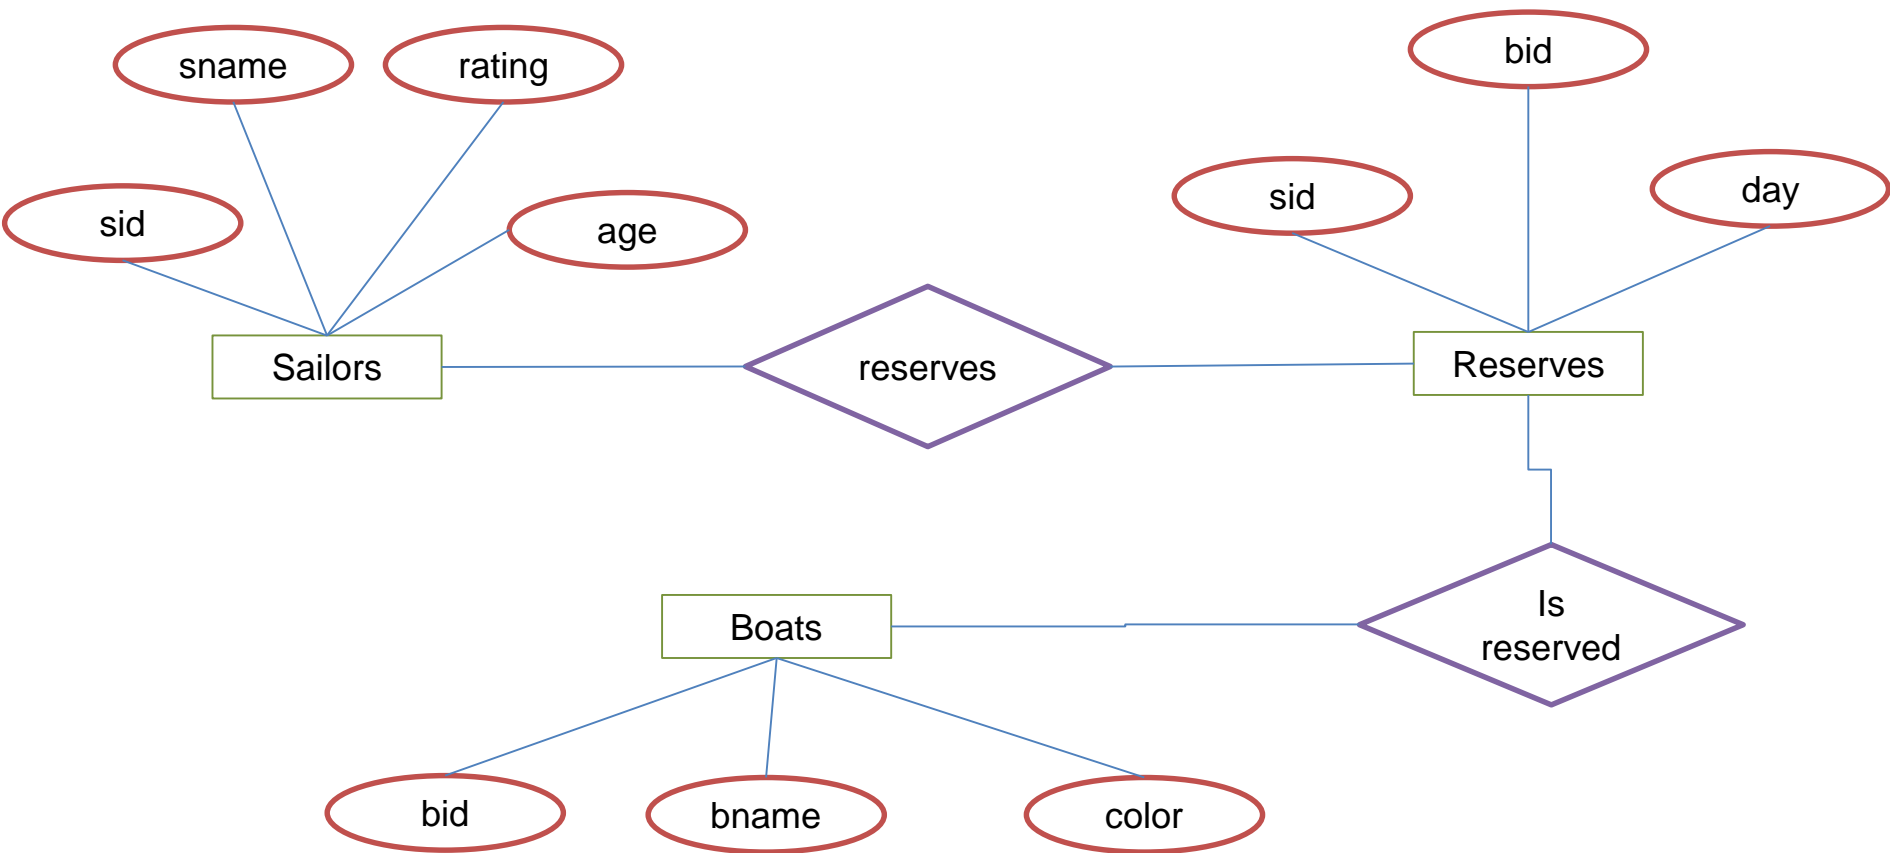 bid
sname
rating
sid
day
sid
age
Sailors
reserves
Reserves
Is
reserved
Boats
bid
bname
color